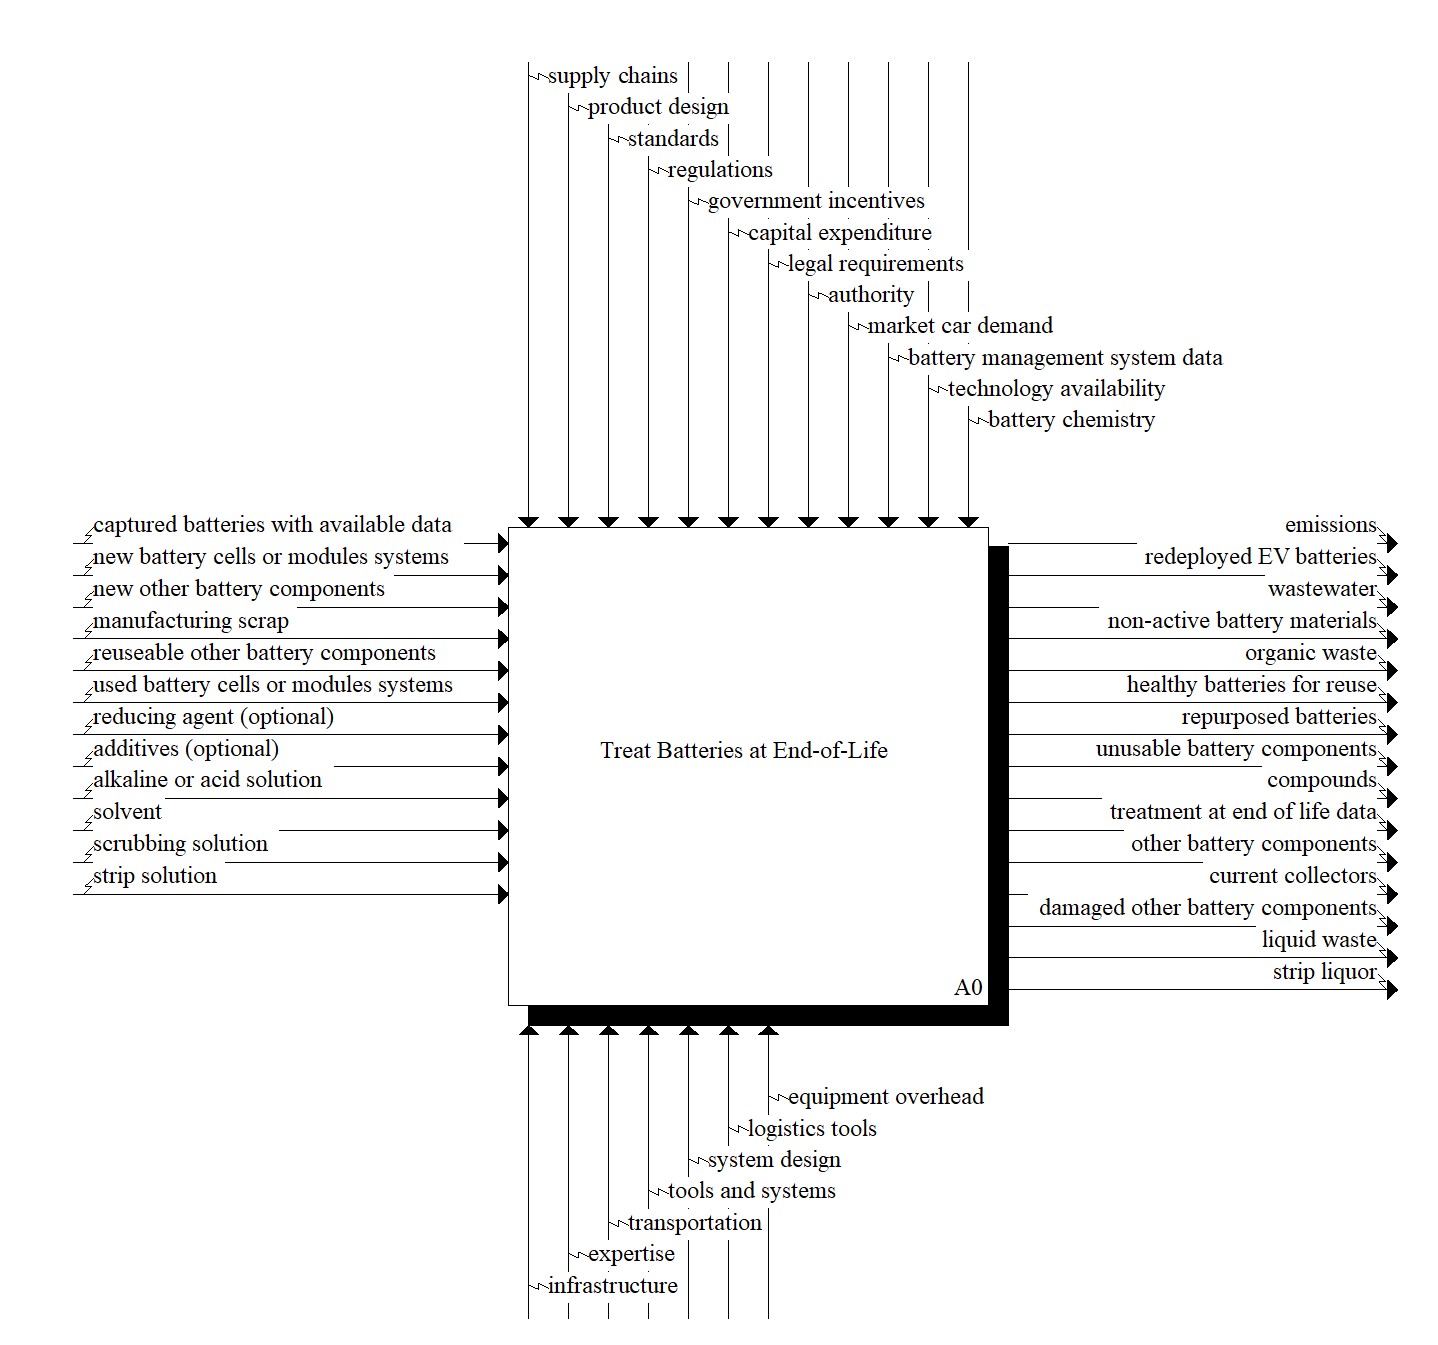 supply chains
product design
standards
regulations
government incentives
capital expenditure
legal requirements
authority
market car demand
battery management system data
technology availability
battery chemistry
captured batteries with available data
new battery cells or modules systems
new other battery components
manufacturing scrap
reuseable other battery components
used battery cells or modules systems
reducing agent (optional)
additives (optional)
alkaline or acid solution
solvent
scrubbing solution
strip solution
Treat Batteries at End-of-Life
A0
emissions
redeployed EV batteries
wastewater
non-active battery materials
organic waste
healthy batteries for reuse
repurposed batteries
unusable battery components
compounds
treatment at end of life data
other battery components
current collectors
damaged other battery components
liquid waste
strip liquor
equipment overhead
logistics tools
system design
tools and systems
transportation
expertise
infrastructure